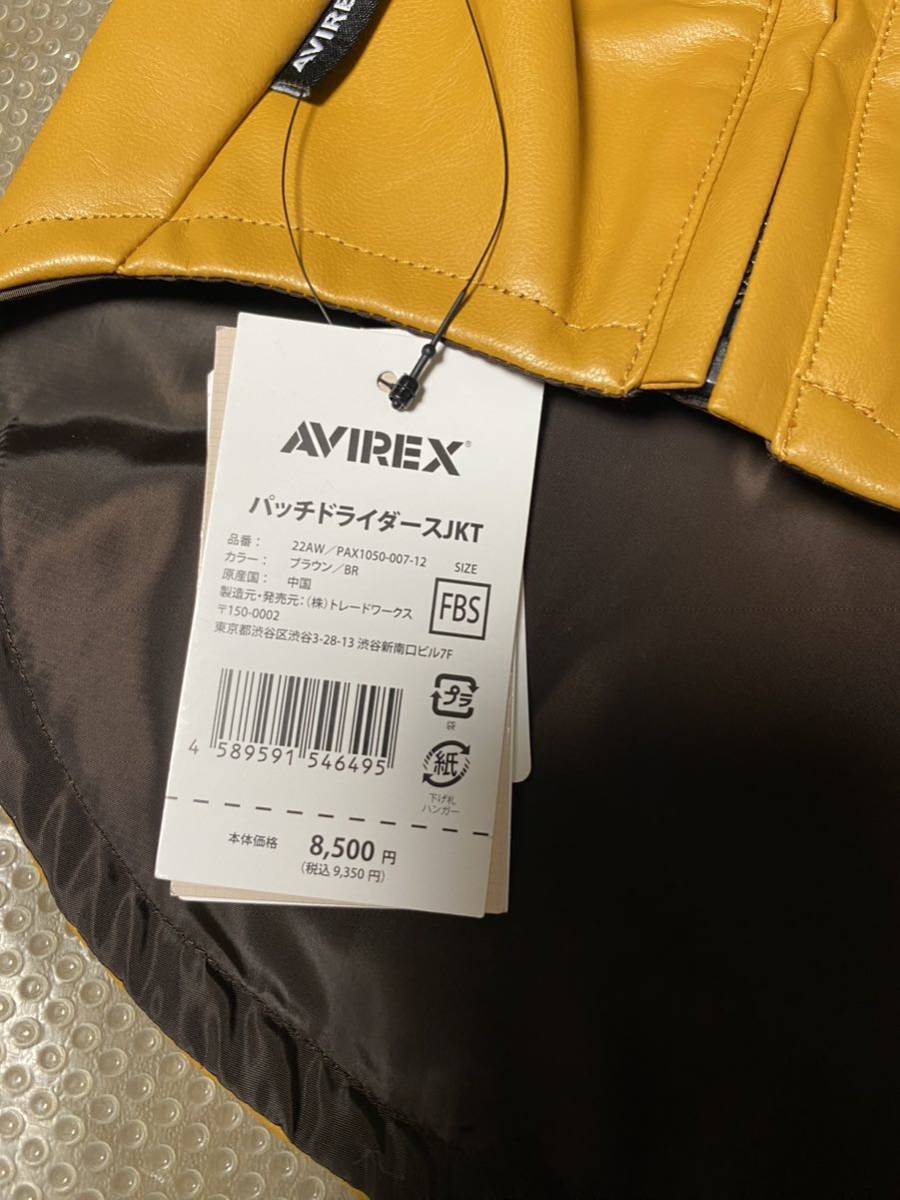 AVIREX
AVIREX®
パッチドライダースJKT
品番： 22AW／PAX1050-007-12
カラー： ブラウン／BR
原産国： 中国
製造元・発売元：（株）トレードワークス
〒150-0002
東京都渋谷区渋谷3-28-13 渋谷新南口ビル7F
SIZE
FBS
プラ
袋
紙
下げ札
ハンガー
4 589591 546495
本体価格 8,500 円
（税込 9,350 円）